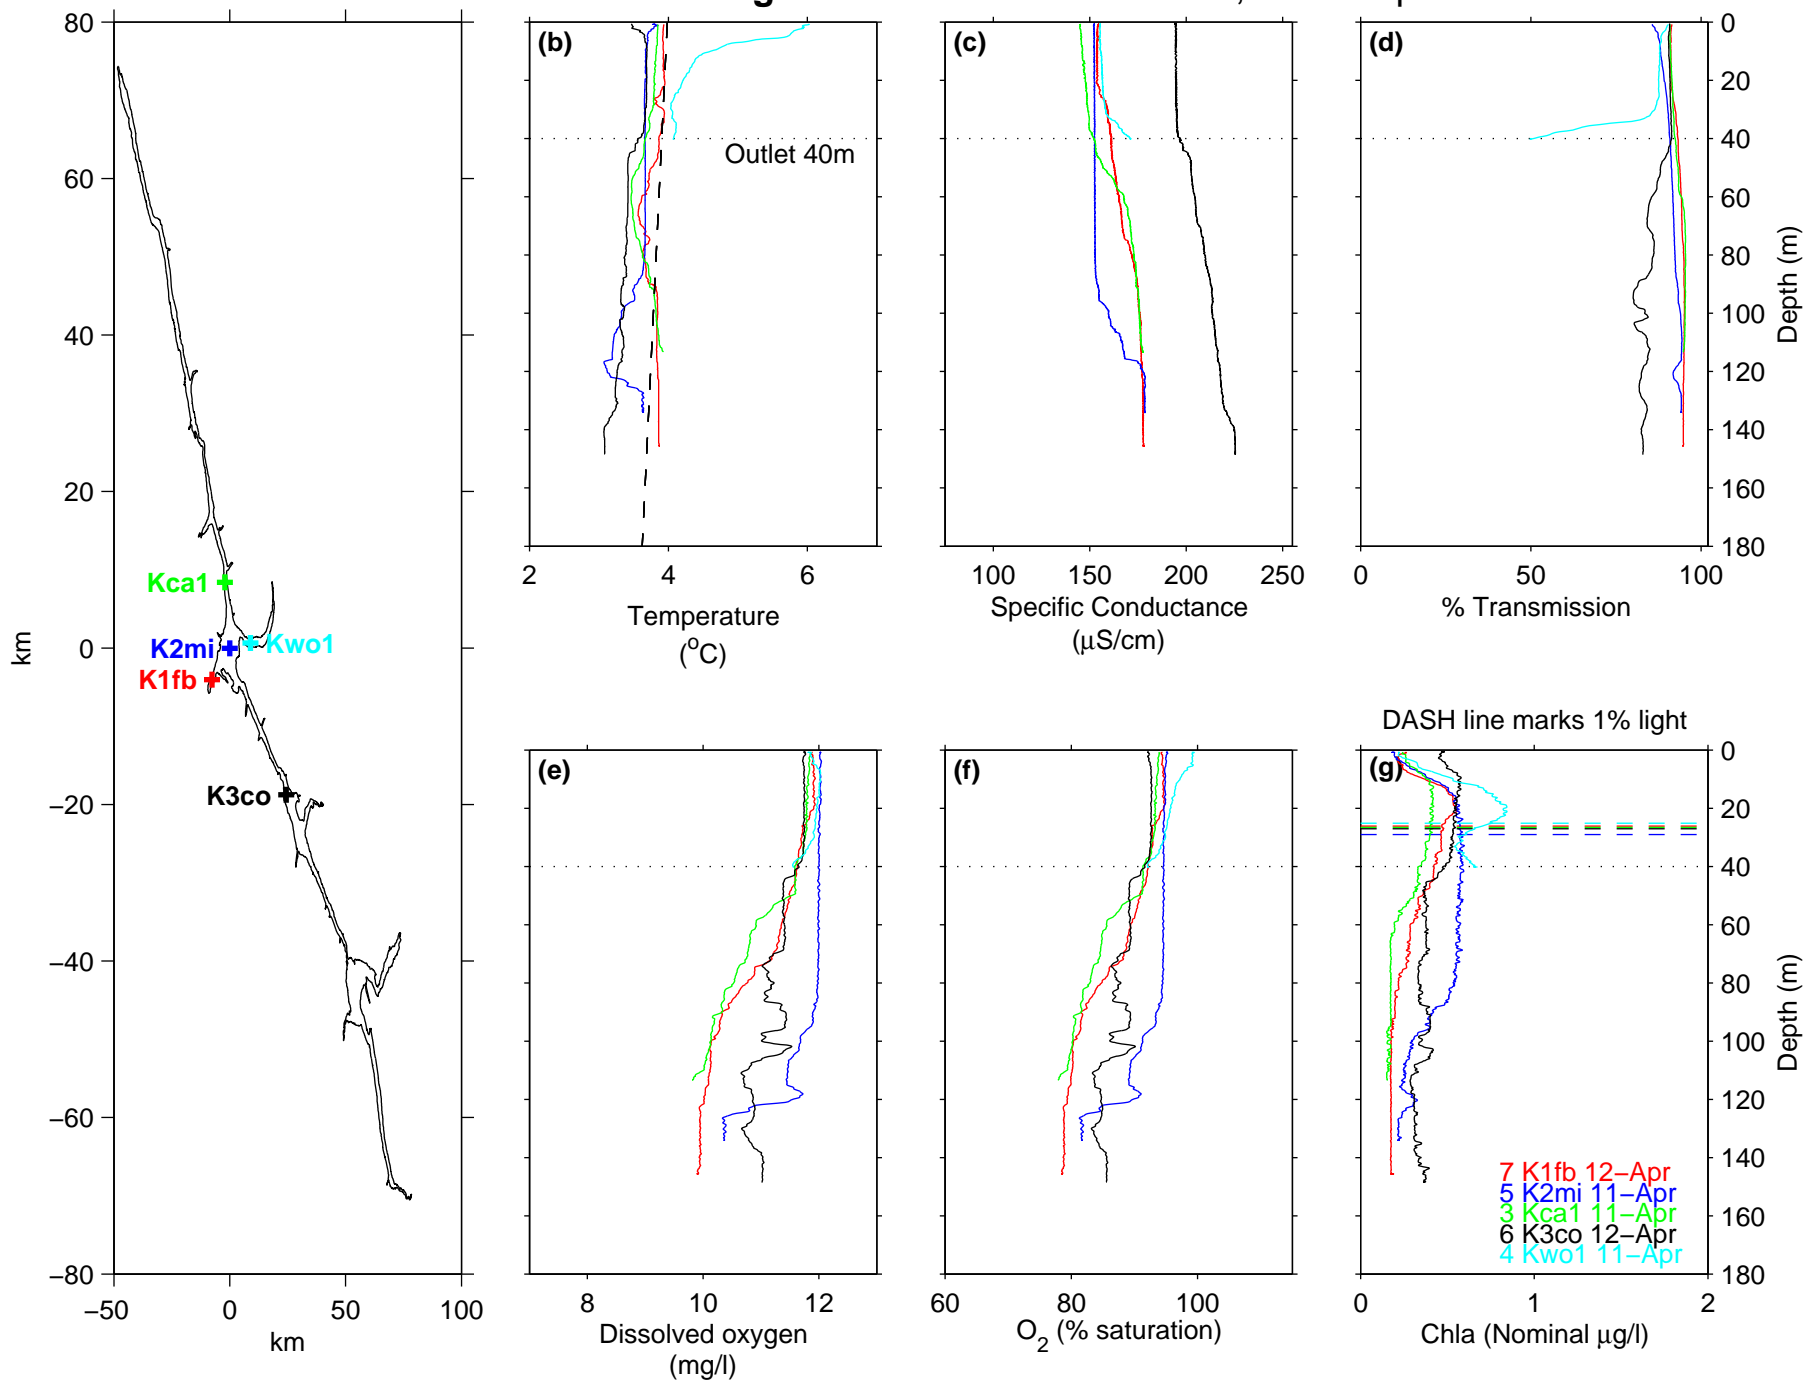 (b)
(c)
(d)
Outlet 40m
80
60
40
20
0
−20
−40
−60
−80
km
−50 0 50 100
km
Kca1
K2mi
Kwo1
K1fb
K3co
2 4 6
Temperature
(oC)
100 150 200 250
Specific Conductance
(μS/cm)
0 50 100
% Transmission
0
20
40
60
80
100
120
140
160
180
Depth (m)
DASH line marks 1% light
(e)
(f)
(g)
8 10 12
Dissolved oxygen
(mg/l)
60 80 100
O2 (% saturation)
7 K1fb 12−Apr
5 K2mi 11−Apr
3 Kca1 11−Apr
6 K3co 12−Apr
4 Kwo1 11−Apr
0 1 2
Chla (Nominal μg/l)
0
20
40
60
80
100
120
140
160
180
Depth (m)